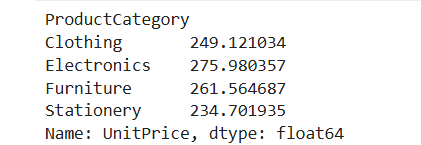 ProductCategory
Clothing 249.121034
Electronics 275.980357
Furniture 261.564687
Stationery 234.701935
Name: UnitPrice, dtype: float64